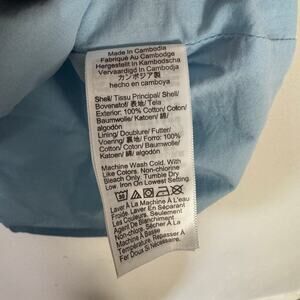 Made In Cambodia
Fabriqué Au Cambodge
Hergestellt In Kambodscha
Vervaardigd In Cambodja
カンボジア製
hecho en camboya
Shell/ Tissu Principal/ Shell/
Bovenstof/ 表地/ Tela
Exterior: 100% Cotton/ Coton/
Baumwolle/ Katoen/ 綿/
algodón
Lining/ Doublure/ Futter/
Voering/ 裏地/ Forro: 100%
Cotton/ Coton/ Baumwolle/
Katoen/ 綿/ algodón
Machine Wash Cold. With
Like Colors. Non-chlorine
Bleach Only. Tumble Dry
Low. Iron On Lowest Setting
Laver À La Machine À L'eau
Froide. Laver En Séparant
Les Couleurs. Seulement
Agent De Blanchiment
Non-chlore. Sécher À La
Machine À Basse
Température. Repasser À
Fer Doux Si Nécessaire.